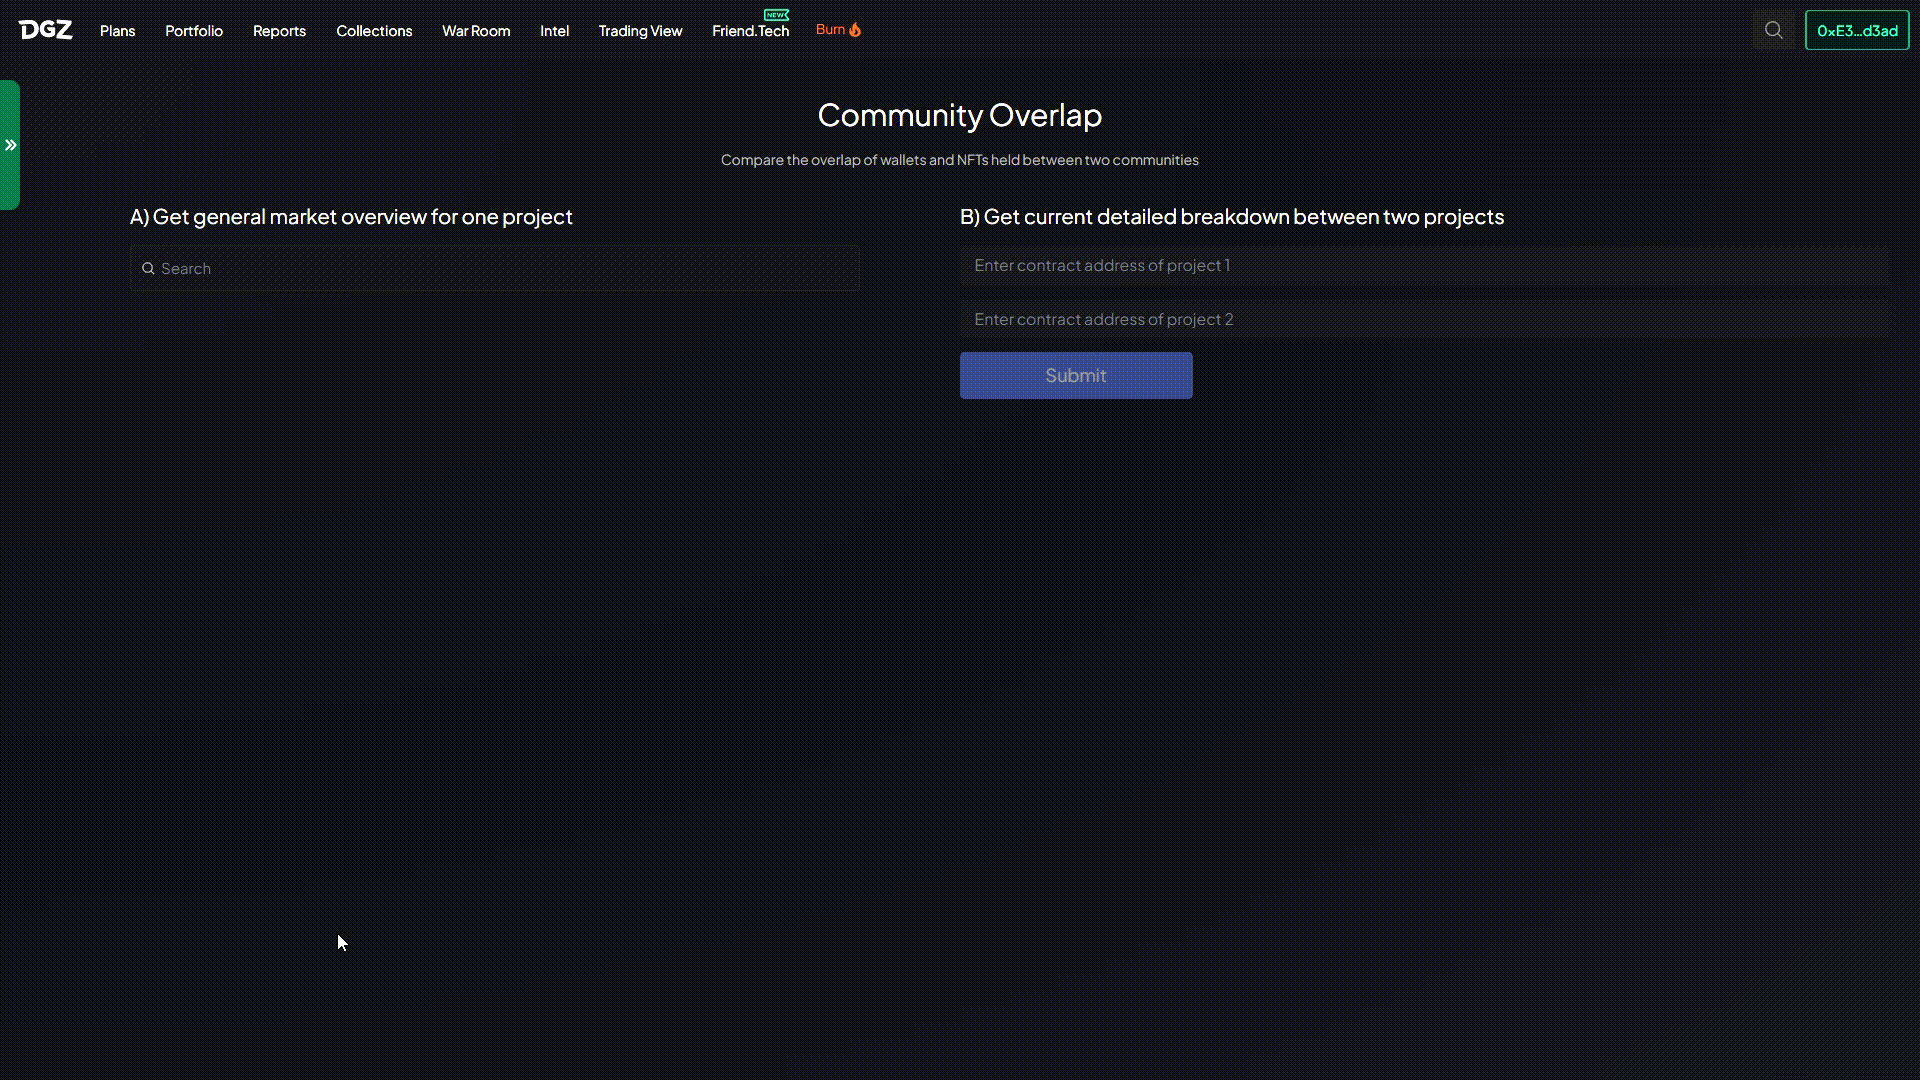 DGZ Plans Portfolio Reports Collections War Room Intel Trading View Friend.Tech NEW Burn 0xE3...d3ad
Community Overlap
Compare the overlap of wallets and NFTs held between two communities
A) Get general market overview for one project
Search
B) Get current detailed breakdown between two projects
Enter contract address of project 1
Enter contract address of project 2
Submit